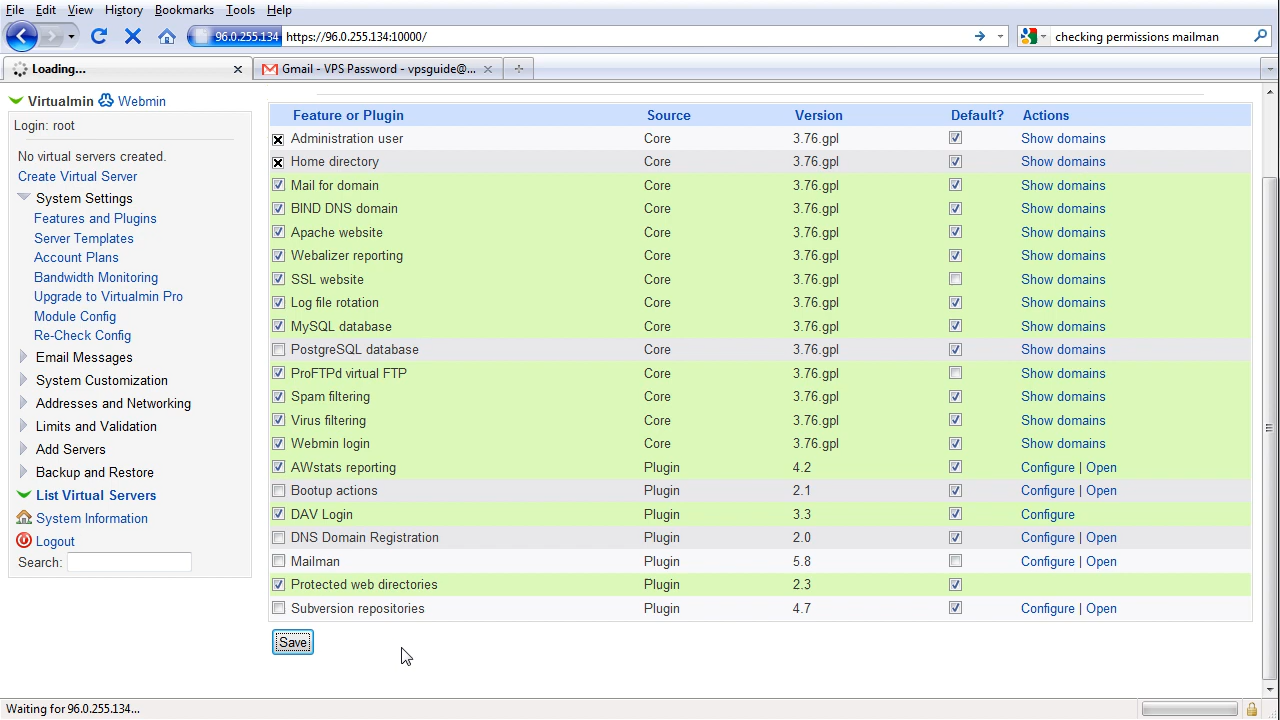 File Edit View History Bookmarks Tools Help
96.0.255.134 https://96.0.255.134:10000/ checking permissions mailman
Loading... Gmail - VPS Password - vpsguide@...
Virtualmin Webmin
Login: root
No virtual servers created.
Create Virtual Server
System Settings
Features and Plugins
Server Templates
Account Plans
Bandwidth Monitoring
Upgrade to Virtualmin Pro
Module Config
Re-Check Config
Email Messages
System Customization
Addresses and Networking
Limits and Validation
Add Servers
Backup and Restore
List Virtual Servers
System Information
Logout
Search:
Feature or Plugin Source Version Default? Actions
Administration user Core 3.76.gpl Show domains
Home directory Core 3.76.gpl Show domains
Mail for domain Core 3.76.gpl Show domains
BIND DNS domain Core 3.76.gpl Show domains
Apache website Core 3.76.gpl Show domains
Webalizer reporting Core 3.76.gpl Show domains
SSL website Core 3.76.gpl Show domains
Log file rotation Core 3.76.gpl Show domains
MySQL database Core 3.76.gpl Show domains
PostgreSQL database Core 3.76.gpl Show domains
ProFTPd virtual FTP Core 3.76.gpl Show domains
Spam filtering Core 3.76.gpl Show domains
Virus filtering Core 3.76.gpl Show domains
Webmin login Core 3.76.gpl Show domains
AWstats reporting Plugin 4.2 Configure | Open
Bootup actions Plugin 2.1 Configure | Open
DAV Login Plugin 3.3 Configure
DNS Domain Registration Plugin 2.0 Configure | Open
Mailman Plugin 5.8 Configure | Open
Protected web directories Plugin 2.3
Subversion repositories Plugin 4.7 Configure | Open
Save
Waiting for 96.0.255.134...